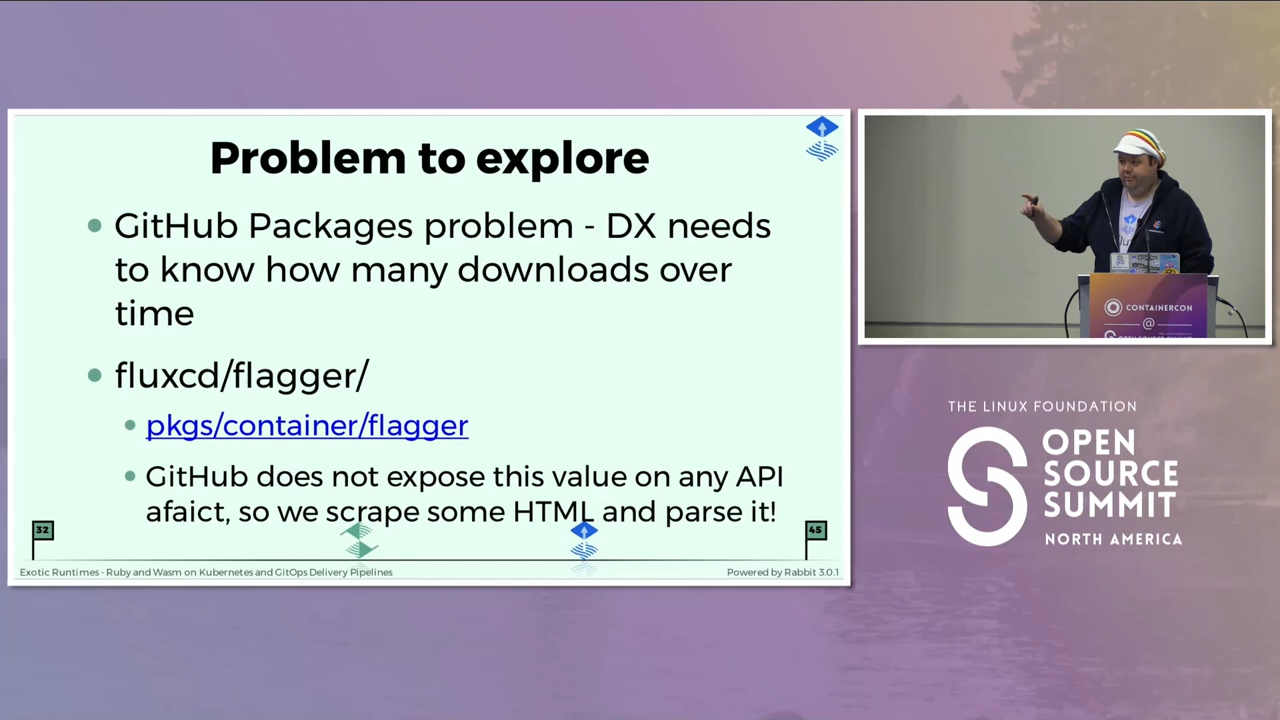 Problem to explore
GitHub Packages problem - DX needs
to know how many downloads over
time
fluxcd/flagger/
pkgs/container/flagger
GitHub does not expose this value on any API
afaict, so we scrape some HTML and parse it!
32
45
Exotic Runtimes - Ruby and Wasm on Kubernetes and GitOps Delivery Pipelines
Powered by Rabbit 3.0.1
CONTAINERCON
@
THE LINUX FOUNDATION
OPEN
SOURCE
SUMMIT
NORTH AMERICA